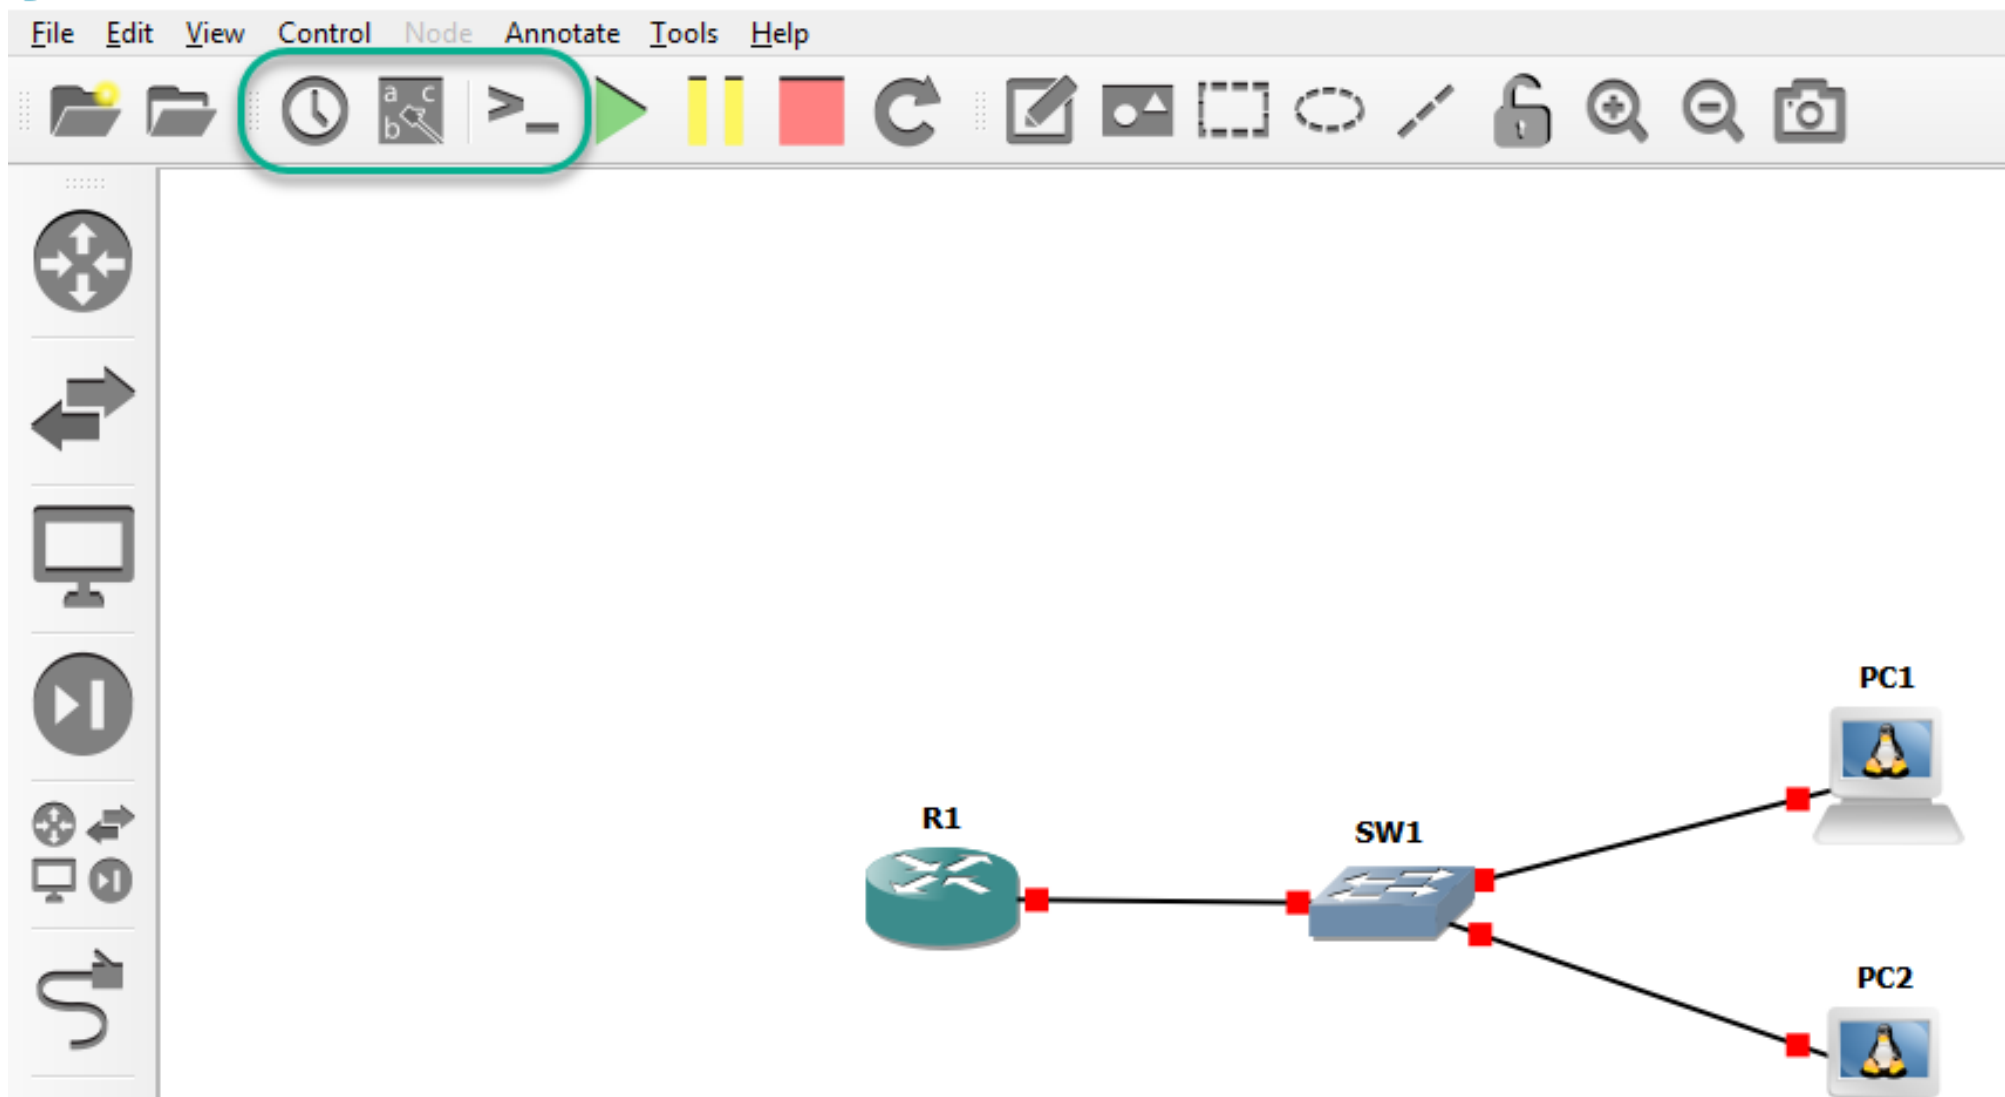 File Edit View Control Node Annotate Tools Help
a c
b
>_
PC1
R1
SW1
PC2